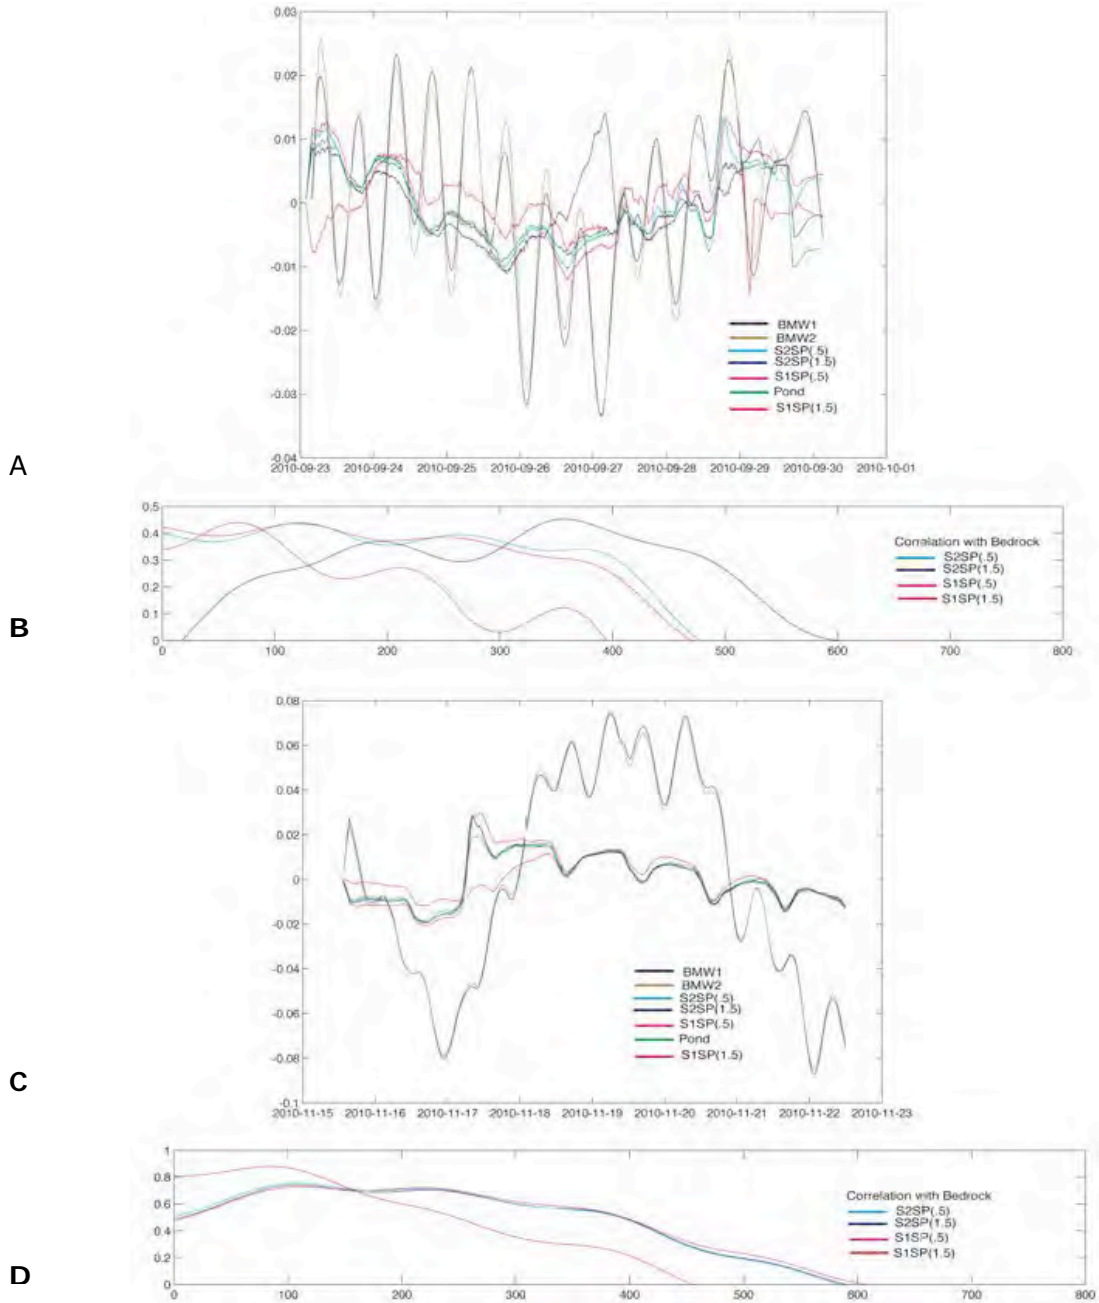 0.03
0.02
0.01
0
-0.01
-0.02
-0.03
-0.04
BMW1
BMW2
S2SP(.5)
S2SP(1.5)
S1SP(.5)
Pond
S1SP(1.5)
2010-09-23 2010-09-24 2010-09-25 2010-09-26 2010-09-27 2010-09-28 2010-09-29 2010-09-30 2010-10-01
A
0.5
0.4
0.3
0.2
0.1
0
Correlation with Bedrock
S2SP(.5)
S2SP(1.5)
S1SP(.5)
S1SP(1.5)
B
0 100 200 300 400 500 600 700 800
0.08
0.06
0.04
0.02
0
-0.02
-0.04
-0.06
-0.08
-0.1
BMW1
BMW2
S2SP(.5)
S2SP(1.5)
S1SP(.5)
Pond
S1SP(1.5)
C
2010-11-15 2010-11-16 2010-11-17 2010-11-18 2010-11-19 2010-11-20 2010-11-21 2010-11-22 2010-11-23
1
0.8
0.6
0.4
0.2
0
Correlation with Bedrock
S2SP(.5)
S2SP(1.5)
S1SP(.5)
S1SP(1.5)
D
0 100 200 300 400 500 600 700 800